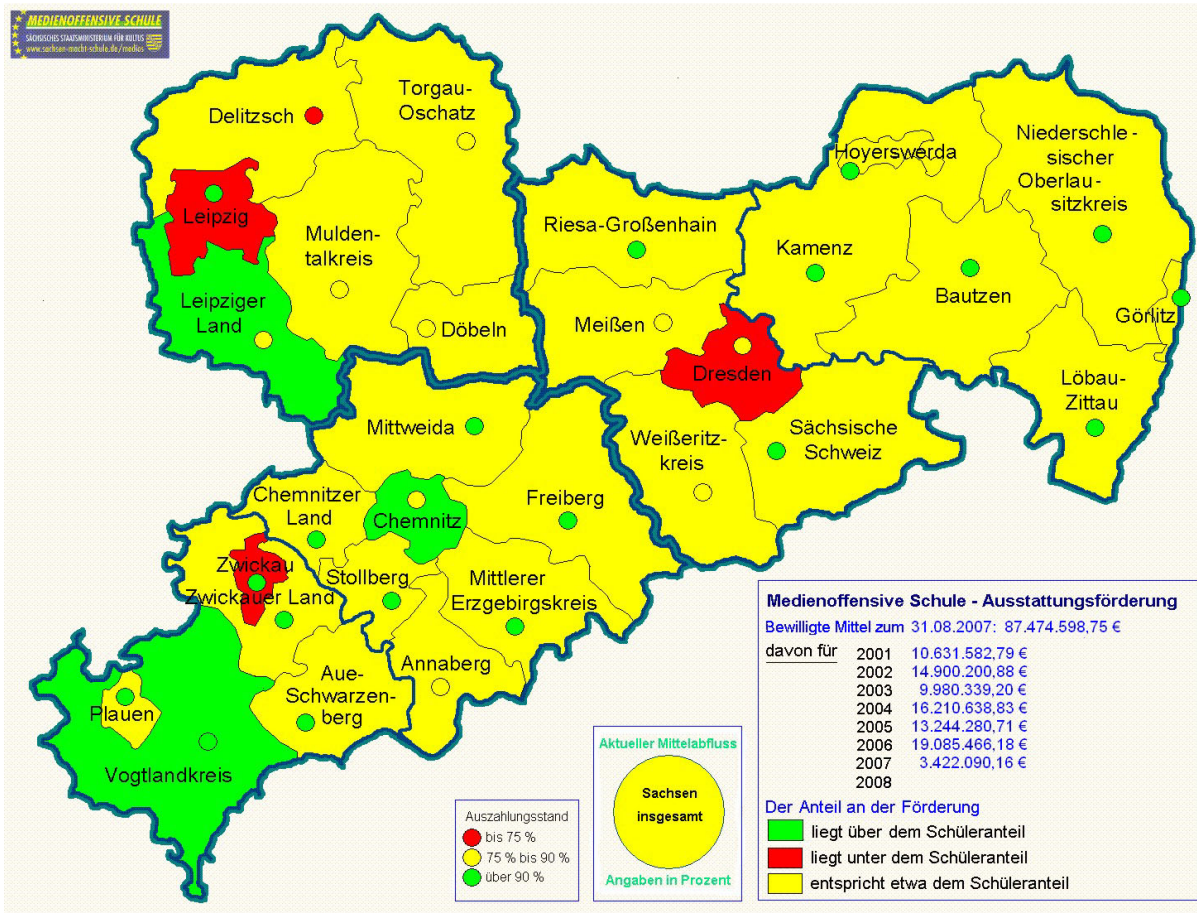 MEDIENOFFENSIVE SCHULE
SÄCHSISCHES STAATSMINISTERIUM FÜR KULTUS
www.sachsen-macht-schule.de/medios
Torgau-
Oschatz
Delitzsch
Niederschle-
sischer
Oberlau-
sitzkreis
Hoyerswerda
Leipzig
Riesa-Großenhain
Mulden-
talkreis
Kamenz
Leipziger
Land
Bautzen
Görlitz
Meißen
Döbeln
Dresden
Löbau-
Zittau
Mittweida
Sächsische
Schweiz
Weißeritz-
kreis
Chemnitzer
Land
Freiberg
Chemnitz
Zwickau
Zwickauer Land
Stollberg
Mittlerer
Erzgebirgskreis
Annaberg
Aue-
Schwarzen-
berg
Plauen
Vogtlandkreis
Auszahlungsstand
bis 75 %
75 % bis 90 %
über 90 %
Aktueller Mittelabfluss
Sachsen
insgesamt
Angaben in Prozent
Medienoffensive Schule - Ausstattungsförderung
Bewilligte Mittel zum 31.08.2007: 87.474.598,75 €
davon für 2001 10.631.582,79 €
2002 14.900.200,88 €
2003 9.980.339,20 €
2004 16.210.638,83 €
2005 13.244.280,71 €
2006 19.085.466,18 €
2007 3.422.090,16 €
2008
Der Anteil an der Förderung
liegt über dem Schüleranteil
liegt unter dem Schüleranteil
entspricht etwa dem Schüleranteil